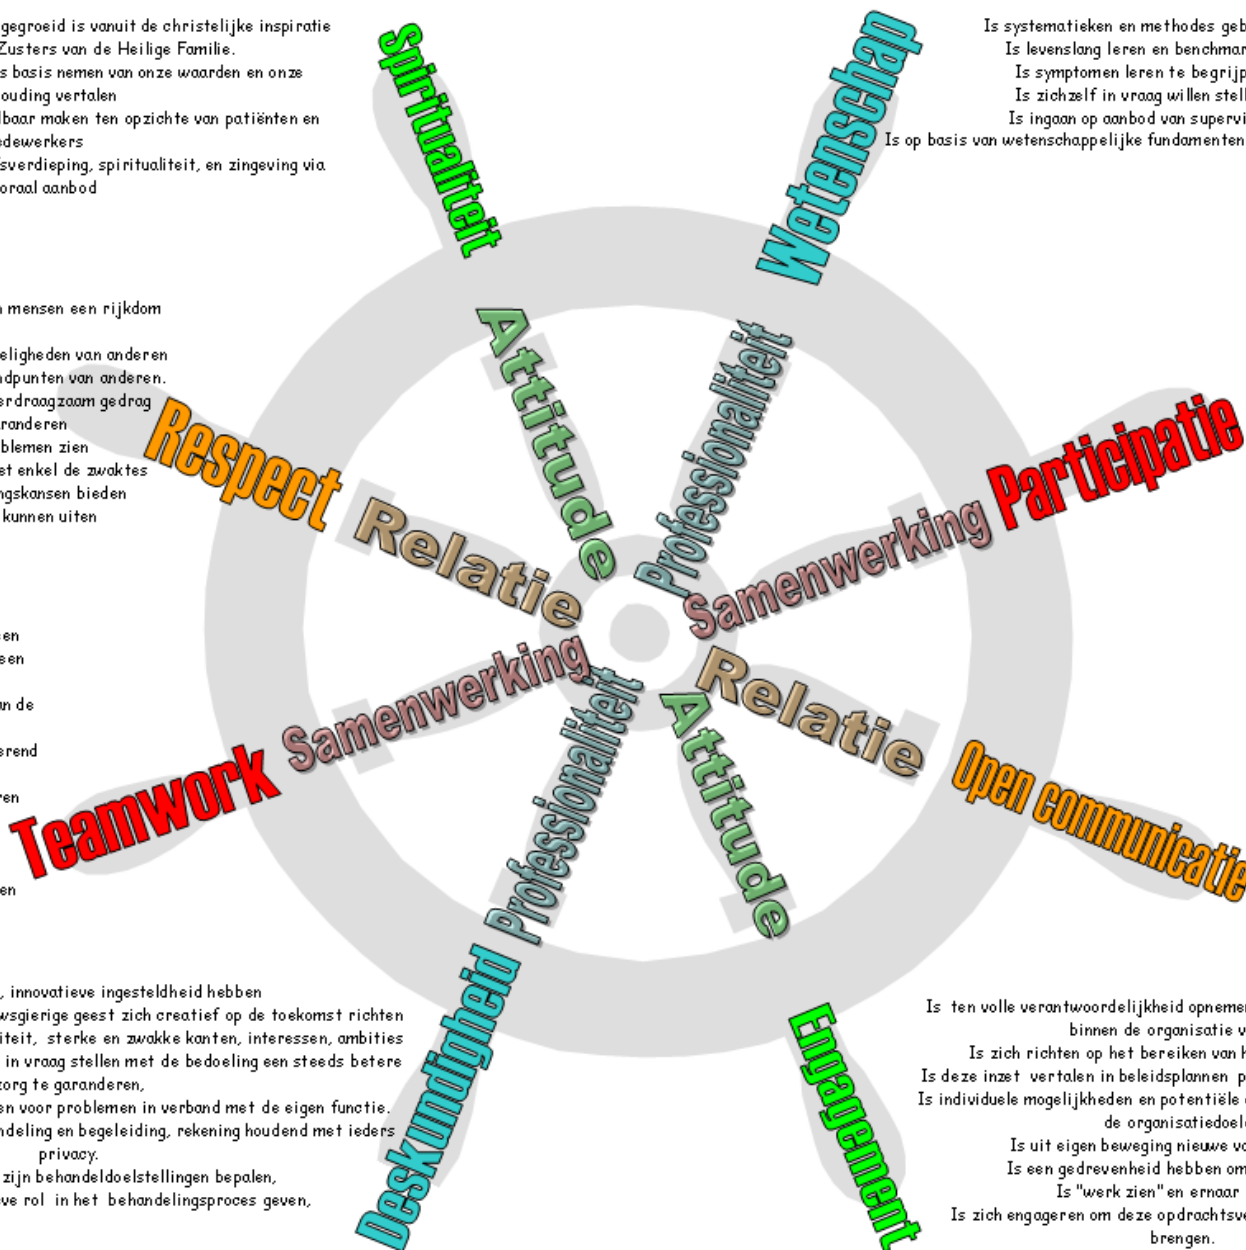 gegroeid is vanuit de christelijke inspiratie
Zusters van de Heilige Familie.
s basis nemen van onze waarden en onze
ouding vertalen
lbaar maken ten opzichte van patiënten en
edewerkers
sverdieping, spiritualiteit, en zingeving via
oraal aanbod
Spiritualiteit
Wetenschap
Is systematieken en methodes geb
Is levenslang leren en benchmar
Is symptomen leren te begrijp
Is zichzelf in vraag willen stell
Is ingaan op aanbod van supervi
Is op basis van wetenschappelijke fundamenten
n mensen een rijkdom
eligheden van anderen
ndpunten van anderen.
erdraagzaam gedrag
randeren
blemen zien
et enkel de zwaktes
ngskansen bieden
kunnen uiten
Respect
Relatie
Attitude
Professionaliteit
Samenwerking
Participatie
een
een
an de
erend
ren
en
Teamwork
Samenwerking
Professionaliteit
Attitude
Relatie
Open communicatie
Deskundigheid
Engagement
, innovatieve ingesteldheid hebben
wsgierige geest zich creatief op de toekomst richten
iteit, sterke en zwakke kanten, interessen, ambities
in vraag stellen met de bedoeling een steeds betere
zorg te garanderen,
en voor problemen in verband met de eigen functie.
ndeling en begeleiding, rekening houdend met ieders
privacy.
zijn behandeldoelstellingen bepalen,
eve rol in het behandelingsproces geven,
Is ten volle verantwoordelijkheid opnemen
binnen de organisatie v
Is zich richten op het bereiken van h
Is deze inzet vertalen in beleidsplannen p
Is individuele mogelijkheden en potentiële
de organisatiedoel
Is uit eigen beweging nieuwe vo
Is een gedrevenheid hebben om
Is "werk zien" en ernaar
Is zich engageren om deze opdrachtsve
brengen.